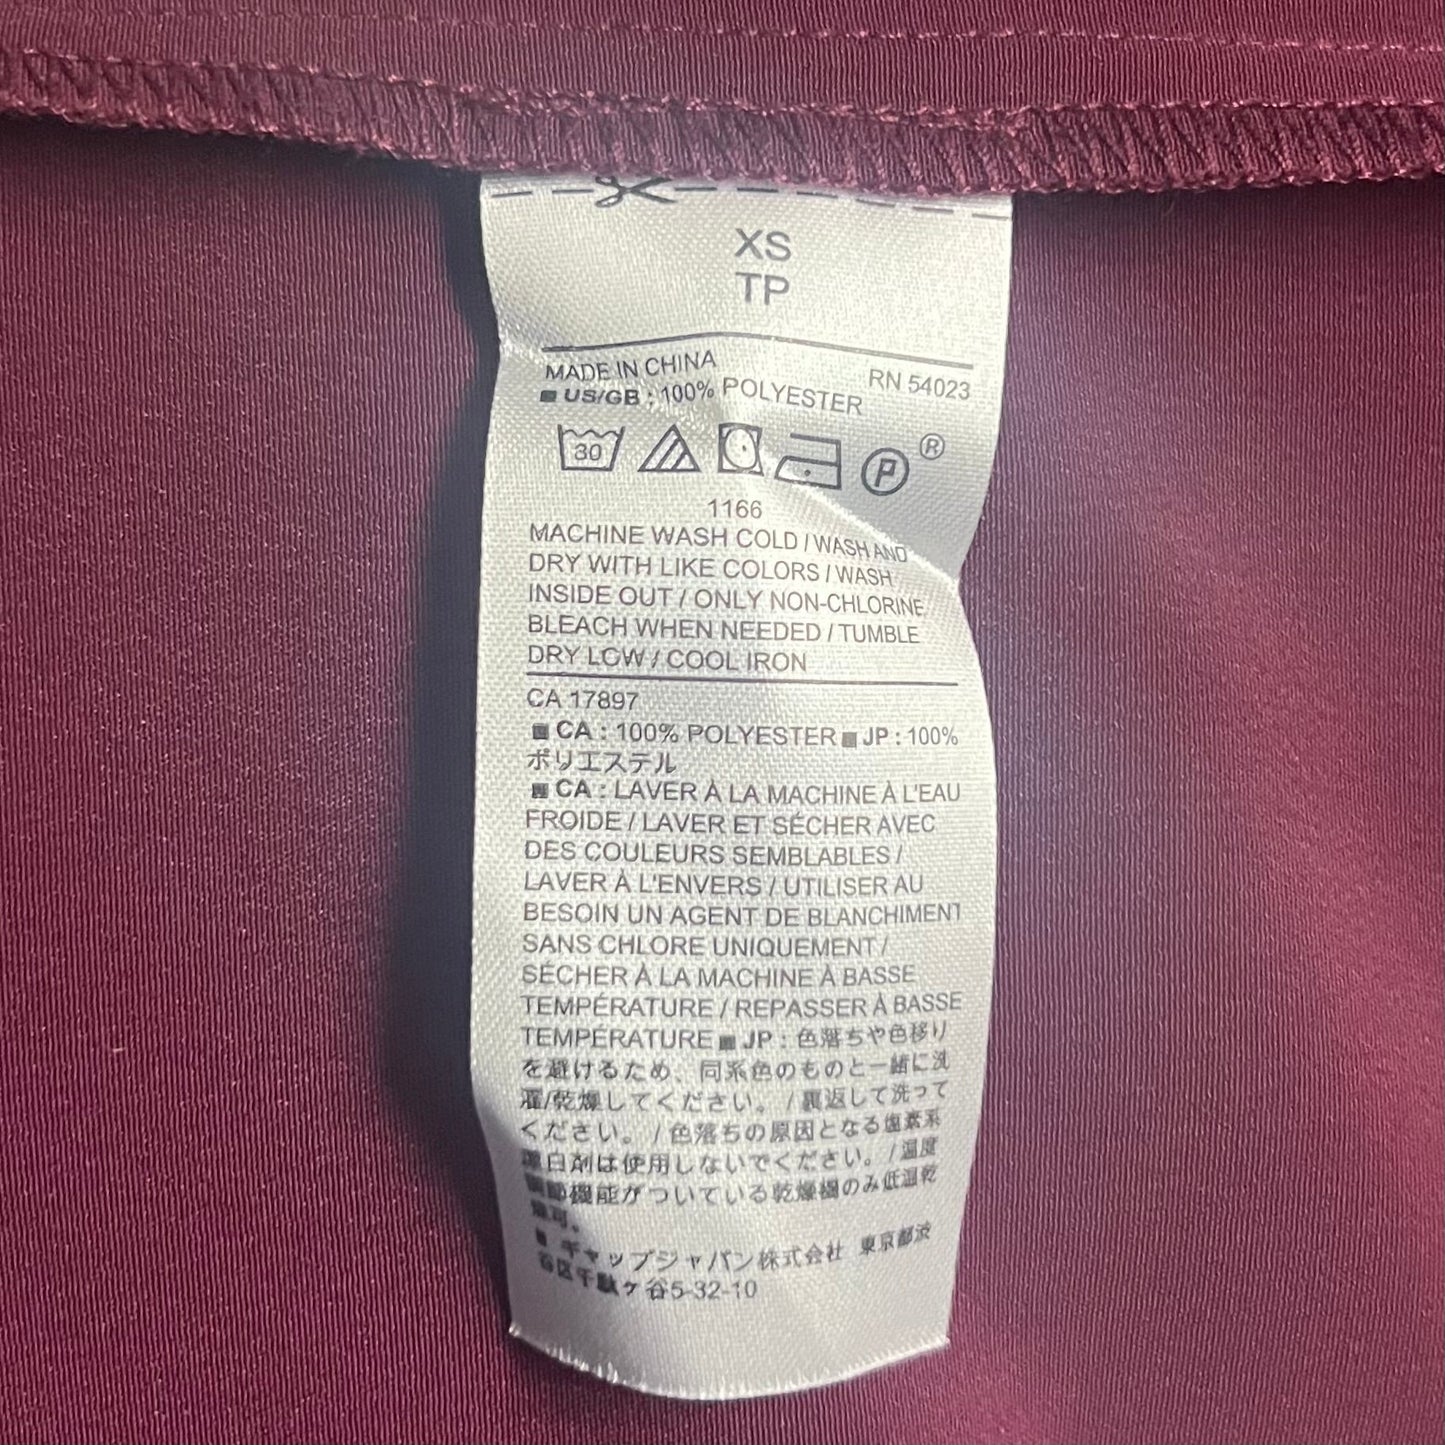 XS
TP
MADE IN CHINA
RN 54023
US/GB : 100% POLYESTER
30
P ®
1166
MACHINE WASH COLD / WASH AND
DRY WITH LIKE COLORS / WASH
INSIDE OUT / ONLY NON-CHLORINE
BLEACH WHEN NEEDED / TUMBLE
DRY LOW / COOL IRON
CA 17897
CA : 100% POLYESTER JP : 100%
ポリエステル
CA : LAVER À LA MACHINE À L'EAU
FROIDE / LAVER ET SÉCHER AVEC
DES COULEURS SEMBLABLES /
LAVER À L'ENVERS / UTILISER AU
BESOIN UN AGENT DE BLANCHIMENT
SANS CHLORE UNIQUEMENT /
SÉCHER À LA MACHINE À BASSE
TEMPÉRATURE / REPASSER À BASSE
TEMPÉRATURE JP : 色落ちや色移り
を避けるため、同系色のものと一緒に洗
濯/乾燥してください。 / 裏返して洗って
ください。 / 色落ちの原因となる塩素系
漂白剤は使用しないでください。 / 温度
調節機能がついている乾燥機のみ低温乾
燥可。
ギャップジャパン株式会社 東京都渋
谷区千駄ヶ谷5-32-10